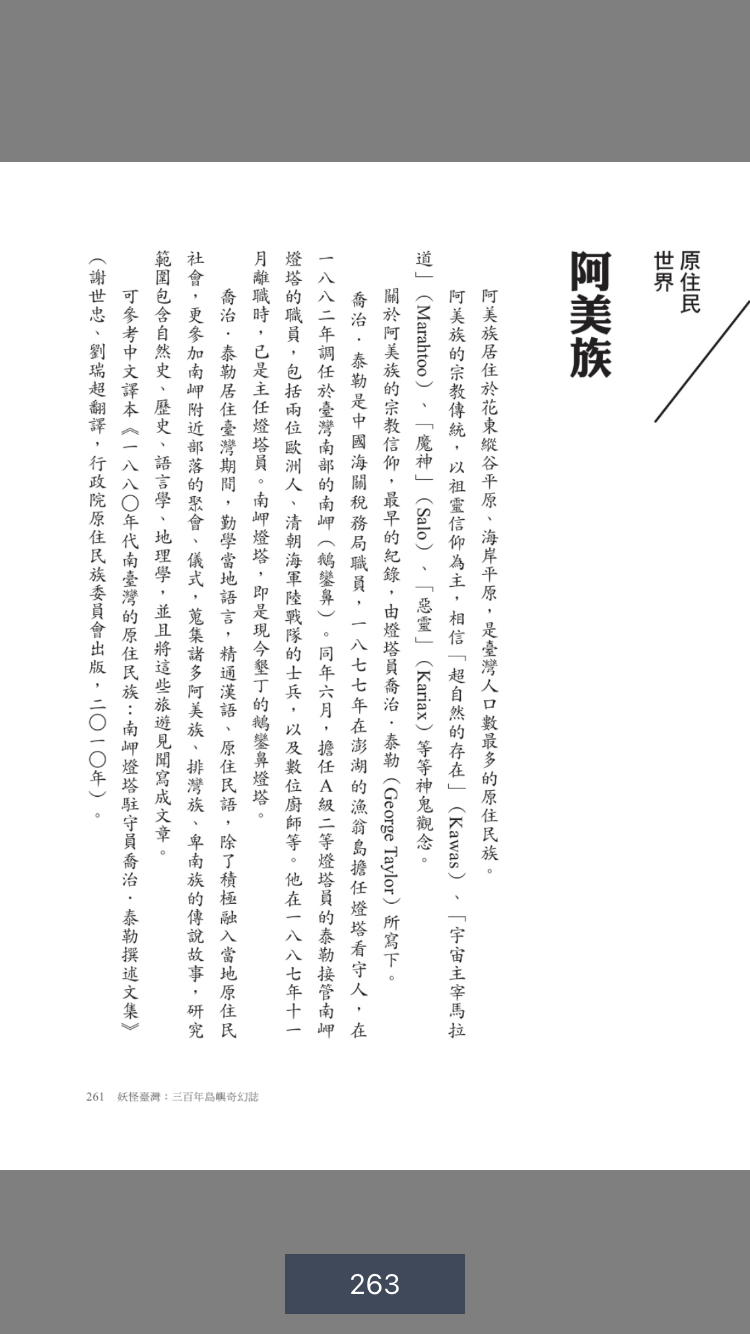 原住民
世界
阿美族
阿美族居住於花東縱谷平原、海岸平原，是臺灣人口數最多的原住民族。
阿美族的宗教傳統，以祖靈信仰為主，相信「超自然的存在」（Kawas）、「宇宙主宰馬拉
道」（Marahtoo）、「魔神」（Salo）、「惡靈」（Kariax）等等神鬼觀念。
關於阿美族的宗教信仰，最早的紀錄，由燈塔員喬治．泰勒（George Taylor）所寫下。
喬治．泰勒是中國海關稅務局職員，一八七七年在澎湖的漁翁島擔任燈塔看守人，在
一八八二年調任於臺灣南部的南岬（鵝鑾鼻）。同年六月，擔任A級二等燈塔員的泰勒接管南岬
燈塔的職員，包括兩位歐洲人、清朝海軍陸戰隊的士兵，以及數位廚師等。他在一八八七年十一
月離職時，已是主任燈塔員。南岬燈塔，即是現今墾丁的鵝鑾鼻燈塔。
喬治．泰勒居住臺灣期間，勤學當地語言，精通漢語、原住民語，除了積極融入當地原住民
社會，更參加南岬附近部落的聚會、儀式，蒐集諸多阿美族、排灣族、卑南族的傳說故事，研究
範圍包含自然史、歷史、語言學、地理學，並且將這些旅遊見聞寫成文章。
可參考中文譯本《一八八〇年代南臺灣的原住民族：南岬燈塔駐守員喬治．泰勒撰述文集》
（謝世忠、劉瑞超翻譯，行政院原住民族委員會出版，二〇一〇年）。
261 妖怪臺灣：三百年島嶼奇幻誌
263